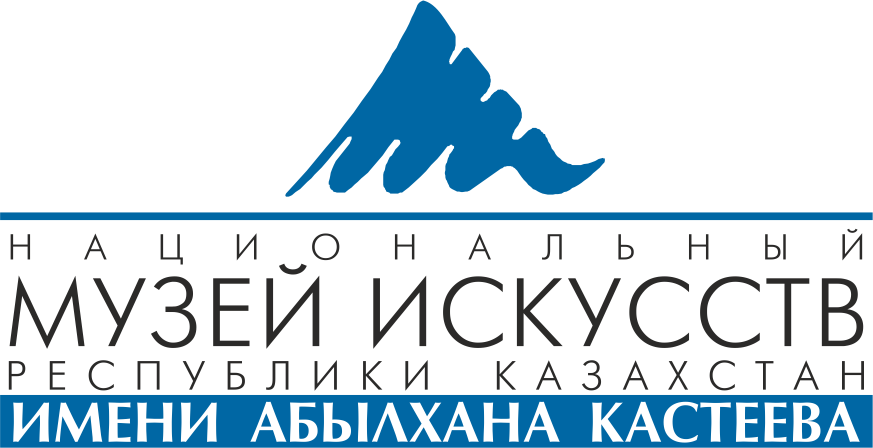 НАЦИОНАЛЬНЫЙ
МУЗЕЙ ИСКУССТВ
РЕСПУБЛИКИ КАЗАХСТАН
ИМЕНИ АБЫЛХАНА КАСТЕЕВА